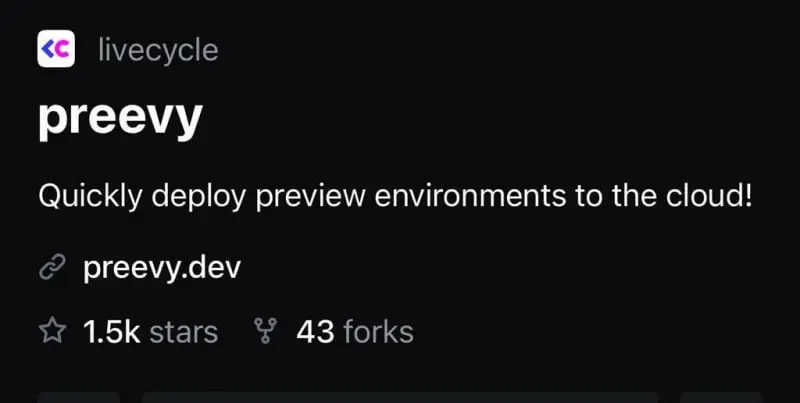 livecycle
preevy
Quickly deploy preview environments to the cloud!
preevy.dev
1.5k stars 43 forks